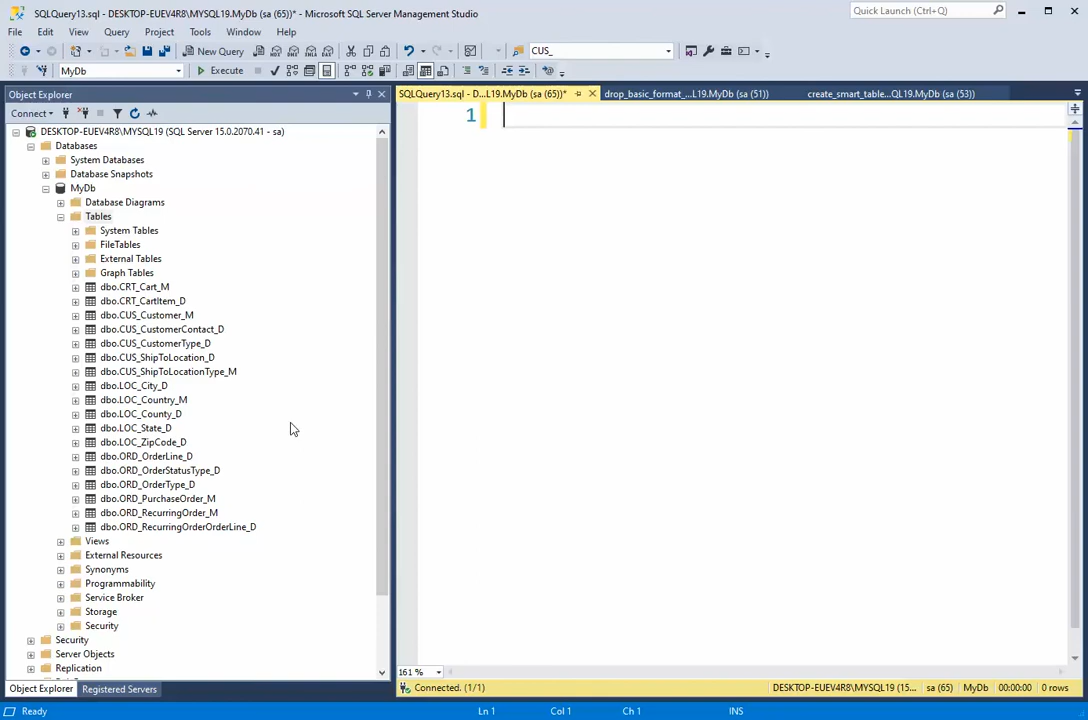 SQLQuery13.sql - DESKTOP-EUEV4R8\MYSQL19.MyDb (sa (65))* - Microsoft SQL Server Management Studio
Quick Launch (Ctrl+Q)
File Edit View Query Project Tools Window Help
New Query
CUS_
MyDb
Execute
Object Explorer
SQLQuery13.sql - D...L19.MyDb (sa (65))*
drop_basic_format_...L19.MyDb (sa (51))
create_smart_table...QL19.MyDb (sa (53))
Connect
1
DESKTOP-EUEV4R8\MYSQL19 (SQL Server 15.0.2070.41 - sa)
Databases
System Databases
Database Snapshots
MyDb
Database Diagrams
Tables
System Tables
FileTables
External Tables
Graph Tables
dbo.CRT_Cart_M
dbo.CRT_CartItem_D
dbo.CUS_Customer_M
dbo.CUS_CustomerContact_D
dbo.CUS_CustomerType_D
dbo.CUS_ShipToLocation_D
dbo.CUS_ShipToLocationType_M
dbo.LOC_City_D
dbo.LOC_Country_M
dbo.LOC_County_D
dbo.LOC_State_D
dbo.LOC_ZipCode_D
dbo.ORD_OrderLine_D
dbo.ORD_OrderStatusType_D
dbo.ORD_OrderType_D
dbo.ORD_PurchaseOrder_M
dbo.ORD_RecurringOrder_M
dbo.ORD_RecurringOrderOrderLine_D
Views
External Resources
Synonyms
Programmability
Service Broker
Storage
Security
Security
Server Objects
Replication
161 %
Object Explorer Registered Servers
Connected. (1/1)
DESKTOP-EUEV4R8\MYSQL19 (15... sa (65) MyDb 00:00:00 0 rows
Ready
Ln 1 Col 1 Ch 1 INS